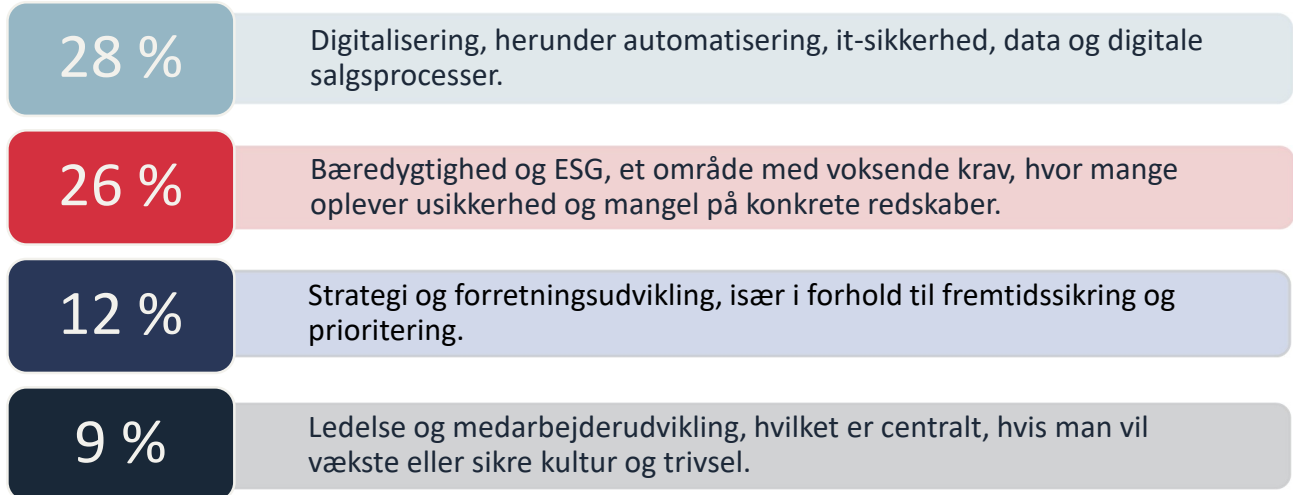 28 %
Digitalisering, herunder automatisering, it-sikkerhed, data og digitale
salgsprocesser.
26 %
Bæredygtighed og ESG, et område med voksende krav, hvor mange
oplever usikkerhed og mangel på konkrete redskaber.
12 %
Strategi og forretningsudvikling, især i forhold til fremtidssikring og
prioritering.
9 %
Ledelse og medarbejderudvikling, hvilket er centralt, hvis man vil
vækste eller sikre kultur og trivsel.